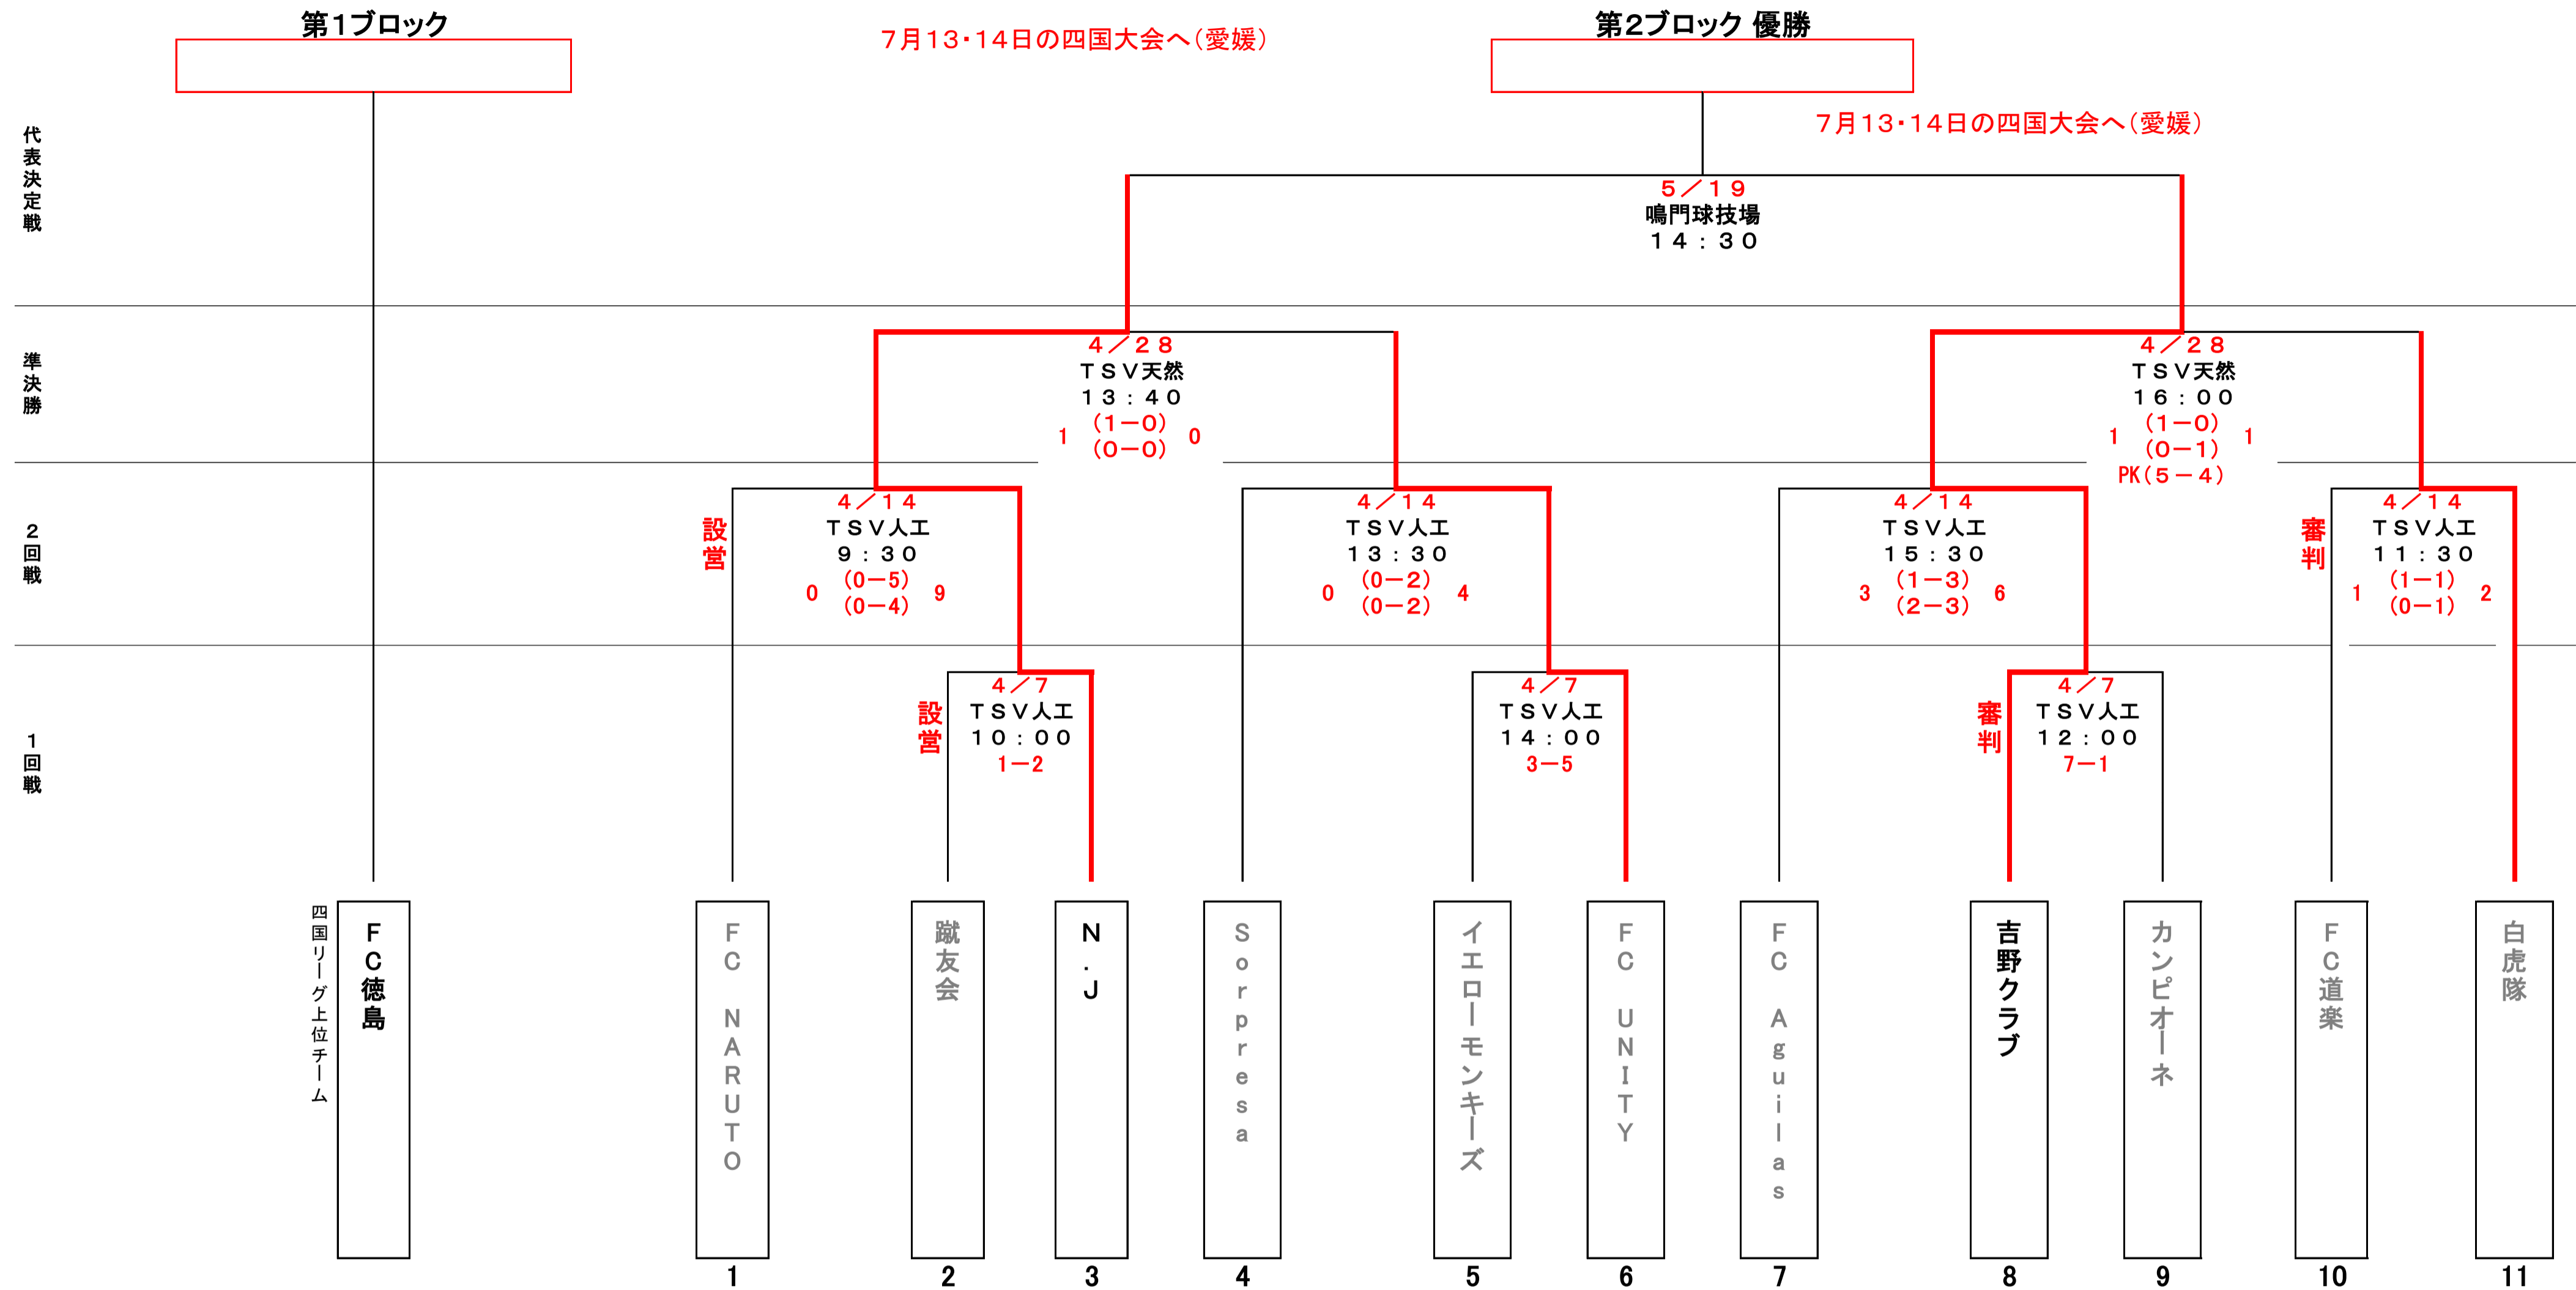 第1ブロック
7月13・14日の四国大会へ（愛媛）
第2ブロック 優勝
7月13・14日の四国大会へ（愛媛）
代表決定戦
5／19
鳴門球技場
14：30
準決勝
4／28
TSV天然
13：40
1 （1－0） 0
（0－0）
4／28
TSV天然
16：00
1 （1－0） 1
（0－1）
PK（5－4）
2回戦
設営
4／14
TSV人工
9：30
0 （0－5） 9
（0－4）
4／14
TSV人工
13：30
0 （0－2） 4
（0－2）
4／14
TSV人工
15：30
3 （1－3） 6
（2－3）
審判
4／14
TSV人工
11：30
1 （1－1） 2
（0－1）
1回戦
設営
4／7
TSV人工
10：00
1－2
4／7
TSV人工
14：00
3－5
審判
4／7
TSV人工
12：00
7－1
四国リーグ上位チーム
FC徳島
FC NARUTO
蹴友会
N.J
Sorpresa
イエローモンキーズ
FC UNITY
FC Aguilas
吉野クラブ
カンピオーネ
FC道楽
白虎隊
1
2
3
4
5
6
7
8
9
10
11